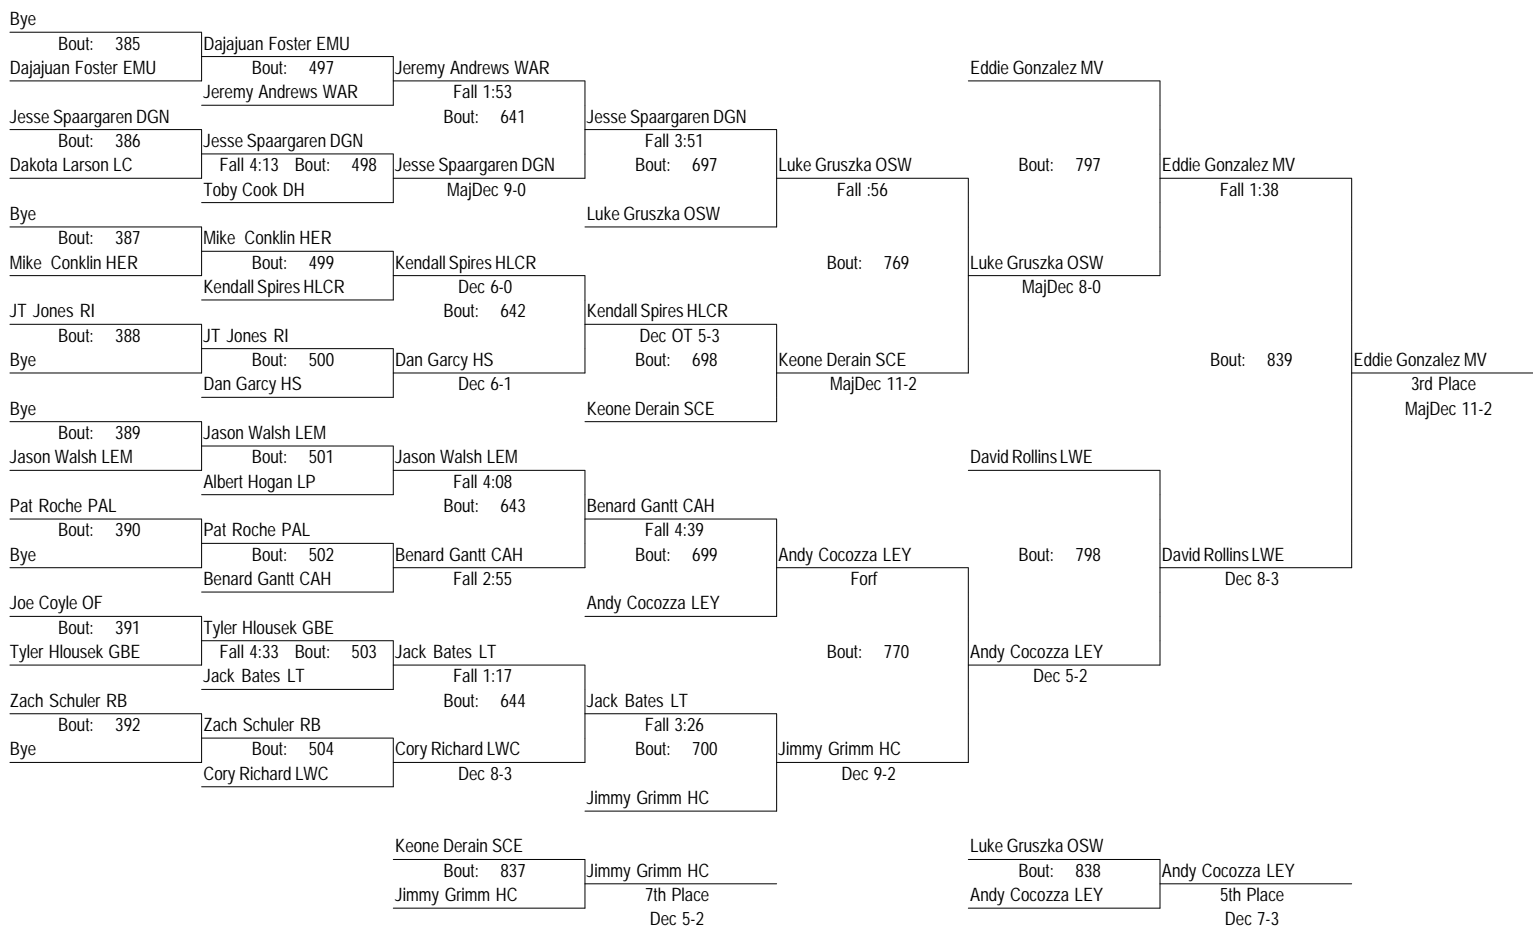 Bye
Bout: 385 Dajajuan Foster EMU
Dajajuan Foster EMU Bout: 497 Jeremy Andrews WAR Eddie Gonzalez MV
Jeremy Andrews WAR Fall 1:53
Jesse Spaargaren DGN Bout: 641 Jesse Spaargaren DGN
Bout: 386 Jesse Spaargaren DGN Fall 3:51
Dakota Larson LC Fall 4:13 Bout: 498 Jesse Spaargaren DGN Bout: 697 Luke Gruszka OSW Bout: 797 Eddie Gonzalez MV
Toby Cook DH MajDec 9-0 Fall :56 Fall 1:38
Bye Luke Gruszka OSW
Bout: 387 Mike Conklin HER
Mike Conklin HER Bout: 499 Kendall Spires HLCR Bout: 769 Luke Gruszka OSW
Kendall Spires HLCR Dec 6-0 MajDec 8-0
JT Jones RI Bout: 642 Kendall Spires HLCR
Bout: 388 JT Jones RI Dec OT 5-3
Bye Bout: 500 Dan Garcy HS Bout: 698 Keone Derain SCE Bout: 839 Eddie Gonzalez MV
Dan Garcy HS Dec 6-1 MajDec 11-2 3rd Place
Bye Keone Derain SCE MajDec 11-2
Bout: 389 Jason Walsh LEM
Jason Walsh LEM Bout: 501 Jason Walsh LEM David Rollins LWE
Albert Hogan LP Fall 4:08
Pat Roche PAL Bout: 643 Benard Gantt CAH
Bout: 390 Pat Roche PAL Fall 4:39
Bye Bout: 502 Benard Gantt CAH Bout: 699 Andy Cocozza LEY Bout: 798 David Rollins LWE
Benard Gantt CAH Fall 2:55 Forf Dec 8-3
Joe Coyle OF Andy Cocozza LEY
Bout: 391 Tyler Hlousek GBE
Tyler Hlousek GBE Fall 4:33 Bout: 503 Jack Bates LT Bout: 770 Andy Cocozza LEY
Jack Bates LT Fall 1:17 Dec 5-2
Zach Schuler RB Bout: 644 Jack Bates LT
Bout: 392 Zach Schuler RB Fall 3:26
Bye Bout: 504 Cory Richard LWC Bout: 700 Jimmy Grimm HC
Cory Richard LWC Dec 8-3 Dec 9-2
Jimmy Grimm HC
Keone Derain SCE Luke Gruszka OSW
Bout: 837 Jimmy Grimm HC Bout: 838 Andy Cocozza LEY
Jimmy Grimm HC 7th Place Andy Cocozza LEY 5th Place
Dec 5-2 Dec 7-3